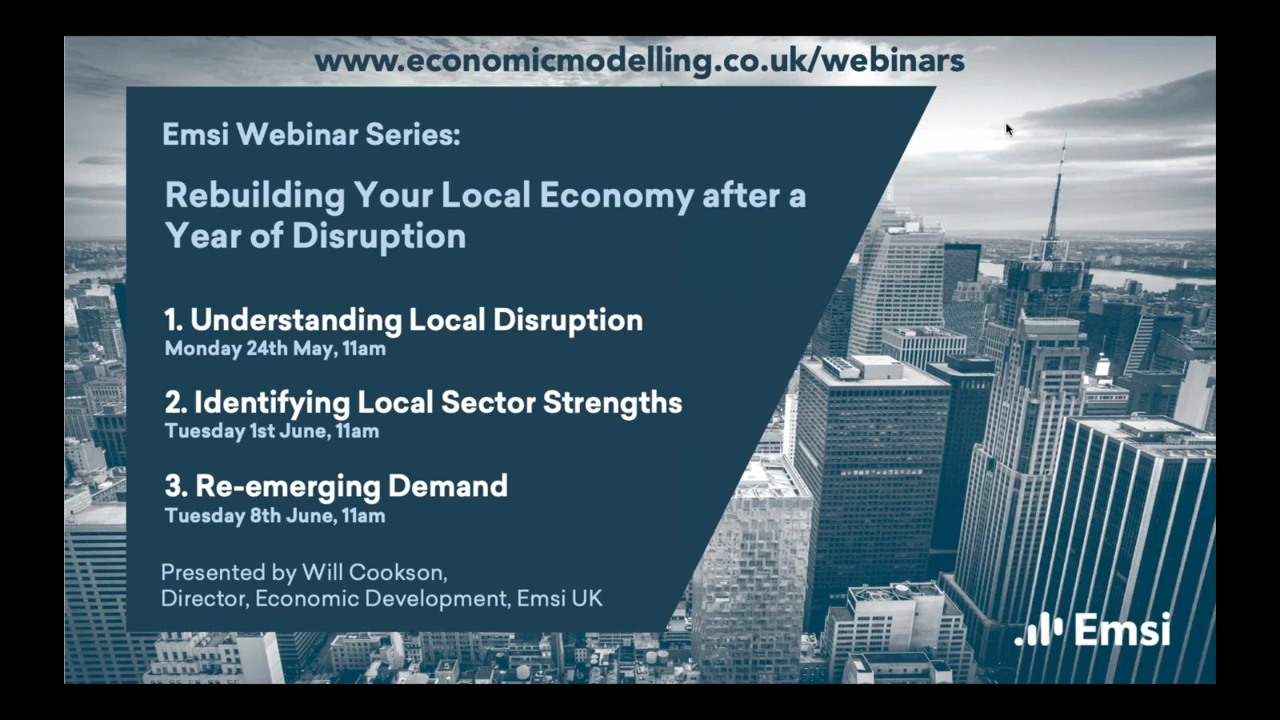 www.economicmodelling.co.uk/webinars
Emsi Webinar Series:
Rebuilding Your Local Economy after a
Year of Disruption
1. Understanding Local Disruption
Monday 24th May, 11am
2. Identifying Local Sector Strengths
Tuesday 1st June, 11am
3. Re-emerging Demand
Tuesday 8th June, 11am
Presented by Will Cookson,
Director, Economic Development, Emsi UK
Emsi